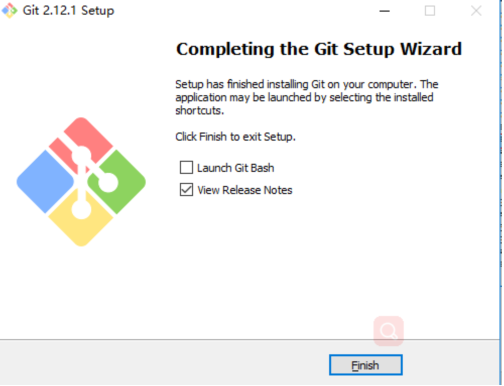 Git 2.12.1 Setup
Completing the Git Setup Wizard
Setup has finished installing Git on your computer. The
application may be launched by selecting the installed
shortcuts.
Click Finish to exit Setup.
Launch Git Bash
View Release Notes
Finish